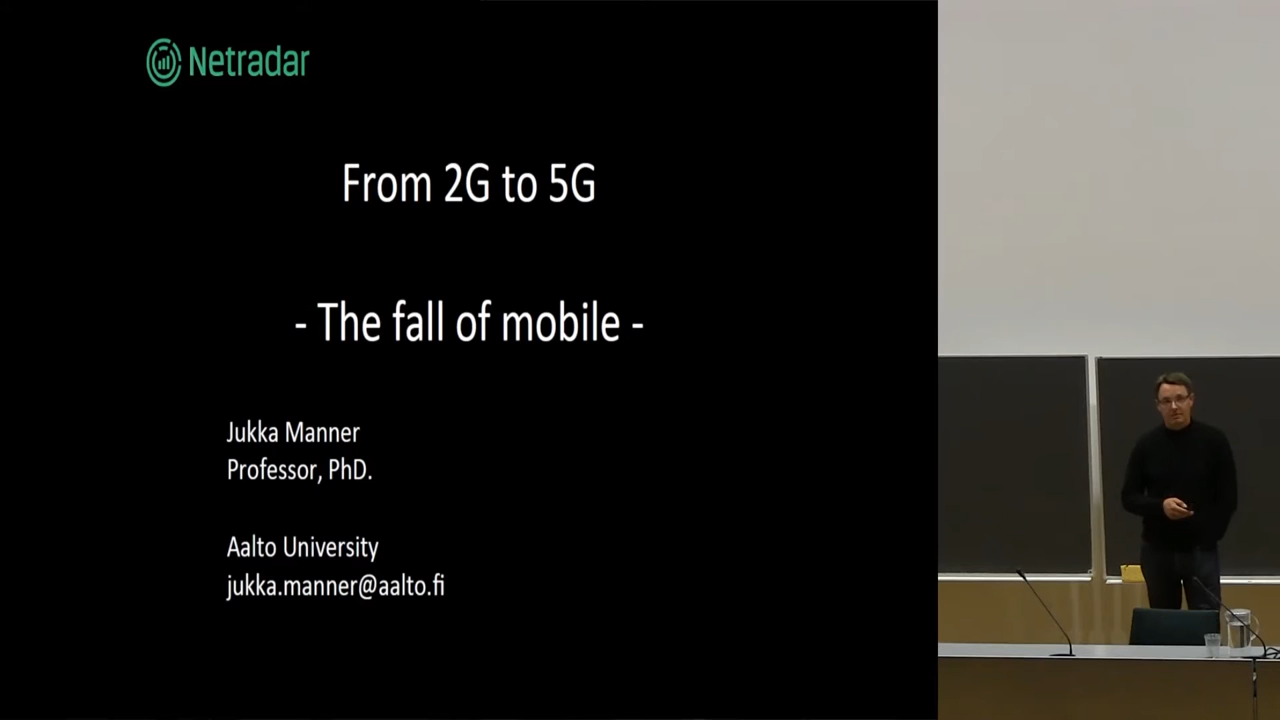 Netradar
From 2G to 5G
- The fall of mobile -
Jukka Manner
Professor, PhD.
Aalto University
jukka.manner@aalto.fi